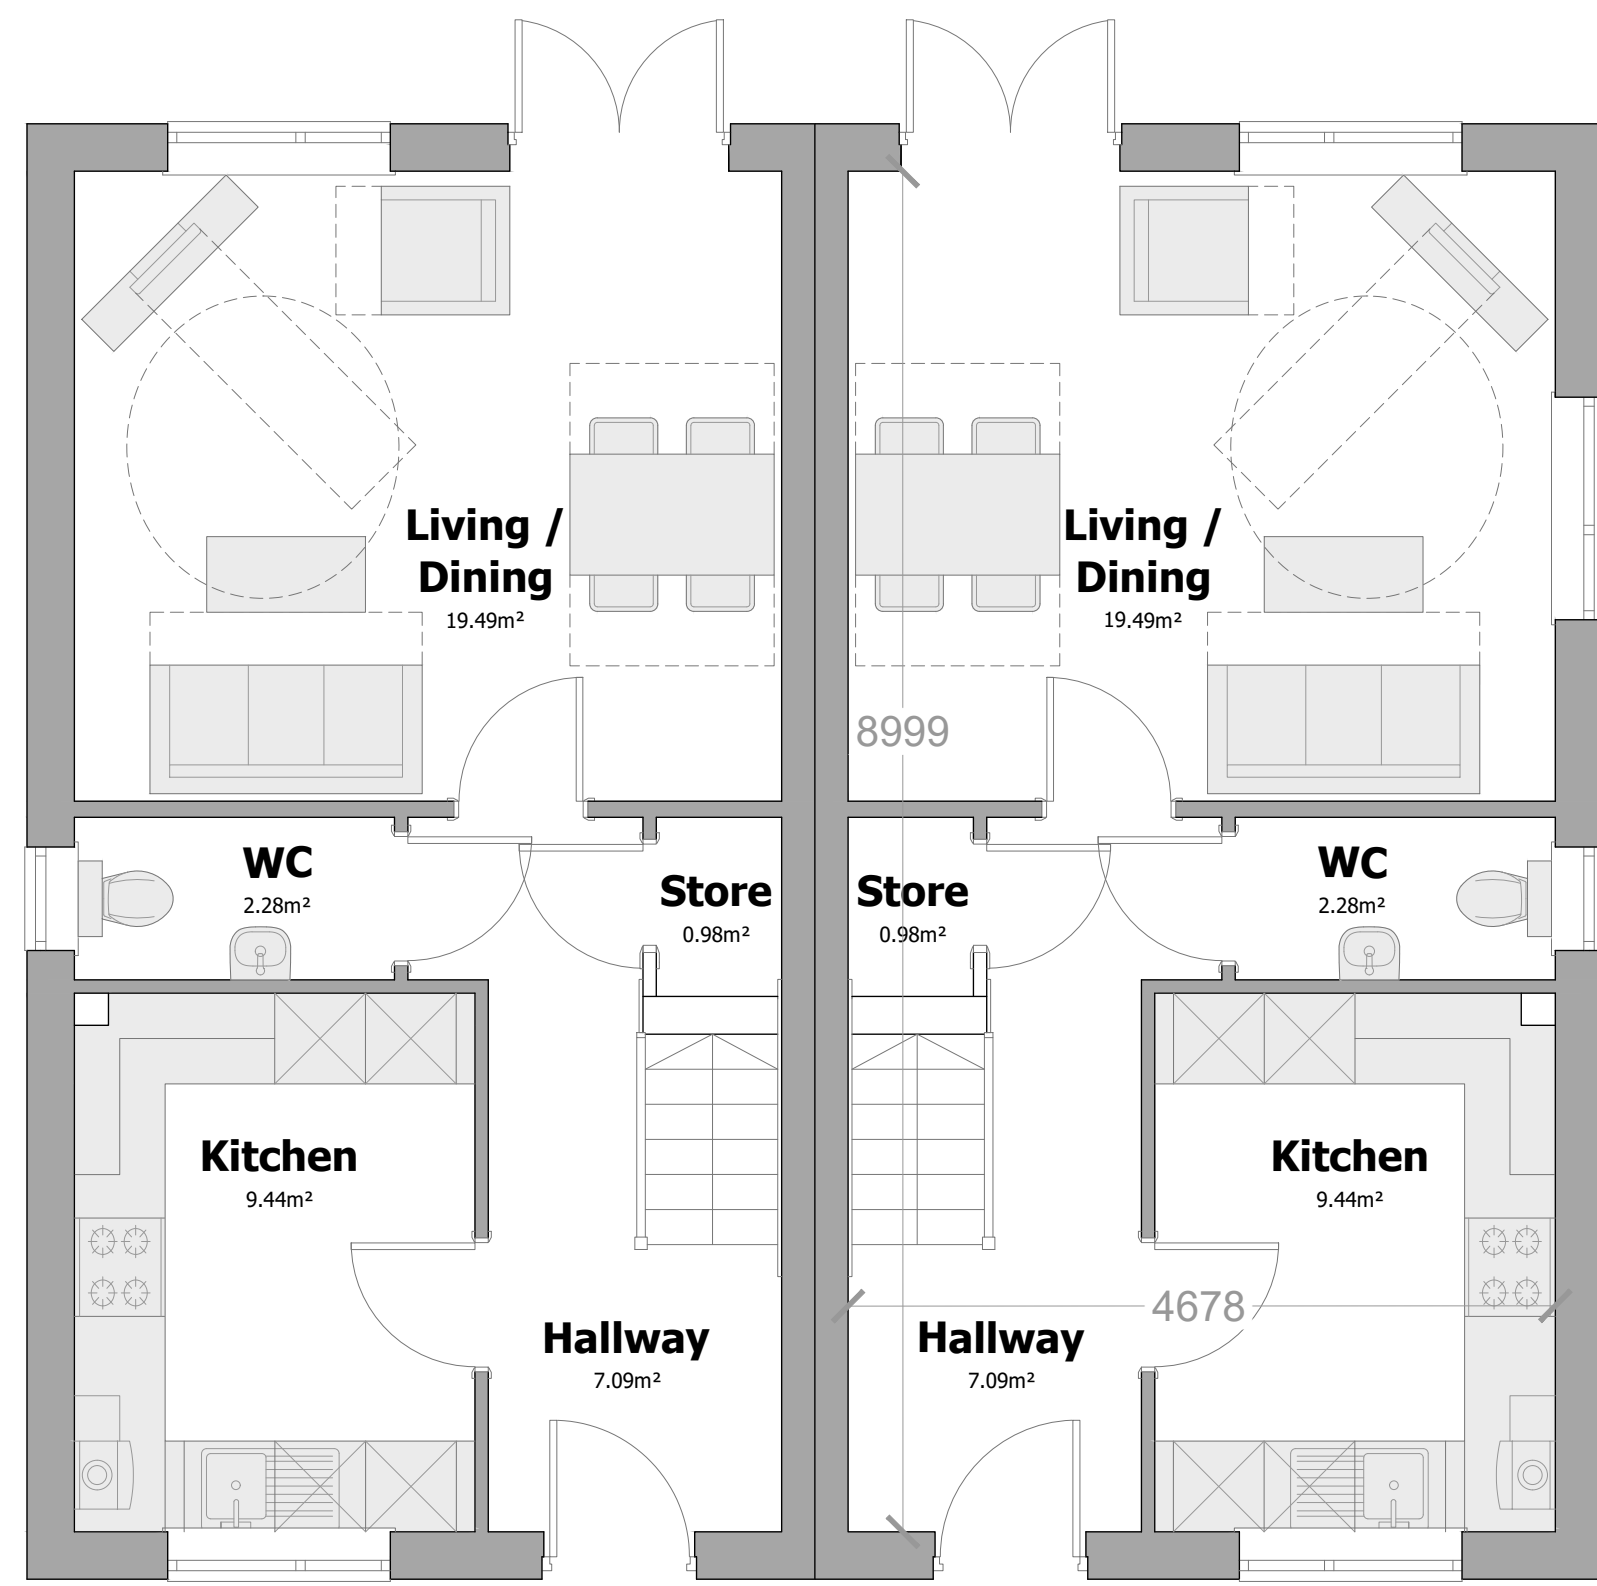 Living /
Dining
19.49m²
Living /
Dining
19.49m²
8999
WC
2.28m²
Store
0.98m²
Store
0.98m²
WC
2.28m²
Kitchen
9.44m²
Kitchen
9.44m²
4678
Hallway
7.09m²
Hallway
7.09m²